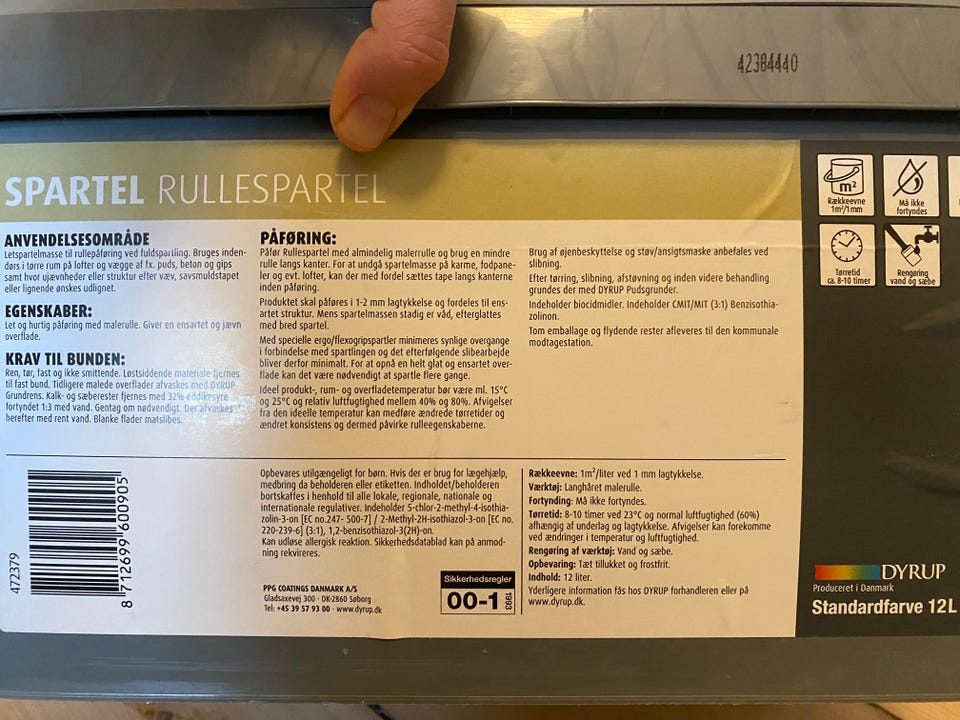 42384440
SPARTEL RULLESPARTEL
ANVENDELSESOMRÅDE
Letspartelmasse til rullepåføring ved fuldspartling. Bruges inden-
dørs i tørre rum på lofter og vægge af fx. puds, beton og gips
samt hvor ujævnheder eller struktur efter væv, savsmuldstapet
eller lignende ønskes udlignet.
EGENSKABER:
Let og hurtig påføring med malerulle. Giver en ensartet og jævn
overflade.
KRAV TIL BUNDEN:
Ren, tør, fast og ikke smittende. Løstsiddende materiale fjernes
til fast bund. Tidligere malede overflader afvaskes med DYRUP
Grundrens. Kalk- og sæberester fjernes med 32% eddikesyre
fortyndet 1:3 med vand. Gentag om nødvendigt. Der afvaskes
herefter med rent vand. Blanke flader matslibes.
PÅFØRING:
Påfør Rullespartel med almindelig malerrulle og brug en mindre
rulle langs kanter. For at undgå spartelmasse på karme, fodpane-
ler og evt. lofter, kan der med fordel sættes tape langs kanterne
inden påføring.
Produktet skal påføres i 1-2 mm lagtykkelse og fordeles til ens-
artet struktur. Mens spartelmassen stadig er våd, efterglattes
med bred spartel.
Med specielle ergo/flexogripspartler minimeres synlige overgange
i forbindelse med spartlingen og det efterfølgende slibearbejde
bliver derfor minimalt. For at opnå en helt glat og ensartet over-
flade kan det være nødvendigt at spartle flere gange.
Ideel produkt-, rum- og overfladetemperatur bør være ml. 15°C
og 25°C og relativ luftfugtighed mellem 40% og 80%. Afvigelser
fra den ideelle temperatur kan medføre ændrede tørretider og
ændret konsistens og dermed påvirke rulleegenskaberne.
Brug af øjenbeskyttelse og støv/ansigtsmaske anbefales ved
slibning.
Efter tørring, slibning, afstøvning og inden videre behandling
grundes der med DYRUP Pudsgrunder.
Indeholder biocidmidler. Indeholder CMIT/MIT (3:1) Benzisothia-
zolinon.
Tom emballage og flydende rester afleveres til den kommunale
modtagestation.
Rækkeevne
1m²/1mm
m²
Må ikke
fortyndes
Tørretid
ca. 8-10 timer
Rengøring
vand og sæbe
472379
8 712699 600905
Opbevares utilgængeligt for børn. Hvis der er brug for lægehjælp,
medbring da beholderen eller etiketten. Indholdet/beholderen
bortskaffes i henhold til alle lokale, regionale, nationale og
internationale regulativer. Indeholder 5-chlor-2-methyl-4-isothia-
zolin-3-on [EC no.247- 500-7] / 2-Methyl-2H-isothiazol-3-on [EC no.
220-239-6] (3:1), 1,2-benzisothiazol-3(2H)-on.
Kan udløse allergisk reaktion. Sikkerhedsdatablad kan på anmod-
ning rekvireres.
PPG COATINGS DANMARK A/S
Gladsaxevej 300 · DK-2860 Søborg
Tel: +45 39 57 93 00 · www.dyrup.dk
Sikkerhedsregler
00-1
1993
Rækkeevne: 1m²/liter ved 1 mm lagtykkelse.
Værktøj: Langhåret malerulle.
Fortynding: Må ikke fortyndes.
Tørretid: 8-10 timer ved 23°C og normal luftfugtighed (60%)
afhængig af underlag og lagtykkelse. Afvigelser kan forekomme
ved ændringer i temperatur og luftfugtighed.
Rengøring af værktøj: Vand og sæbe.
Opbevaring: Tæt tillukket og frostfrit.
Indhold: 12 liter.
Yderligere information fås hos DYRUP forhandleren eller på
www.dyrup.dk.
DYRUP
Produceret i Danmark
Standardfarve 12L